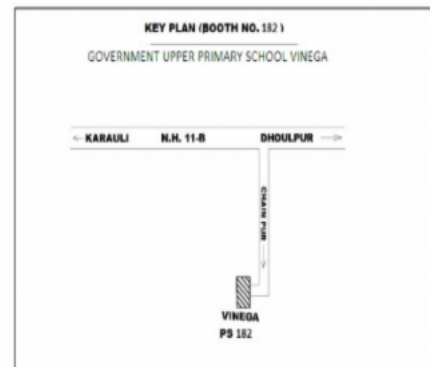 KEY PLAN (BOOTH NO. 182 )
GOVERNMENT UPPER PRIMARY SCHOOL VINEGA
KARAULI N.H. 11-B DHOULPUR
CHAIN PUR
VINEGA
PS 182